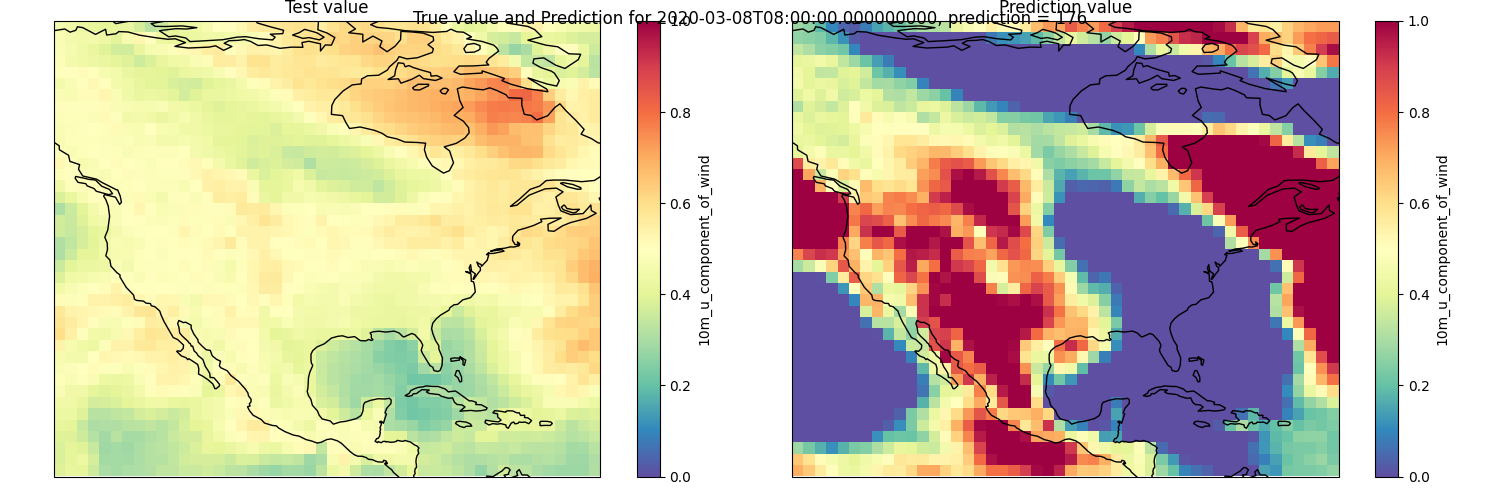 Test value
Prediction value
True value and Prediction for 2020-03-08T08:00:00.000000000, prediction = 176
1.0
0.8
0.6
0.4
0.2
0.0
10m_u_component_of_wind
1.0
0.8
0.6
0.4
0.2
0.0
10m_u_component_of_wind